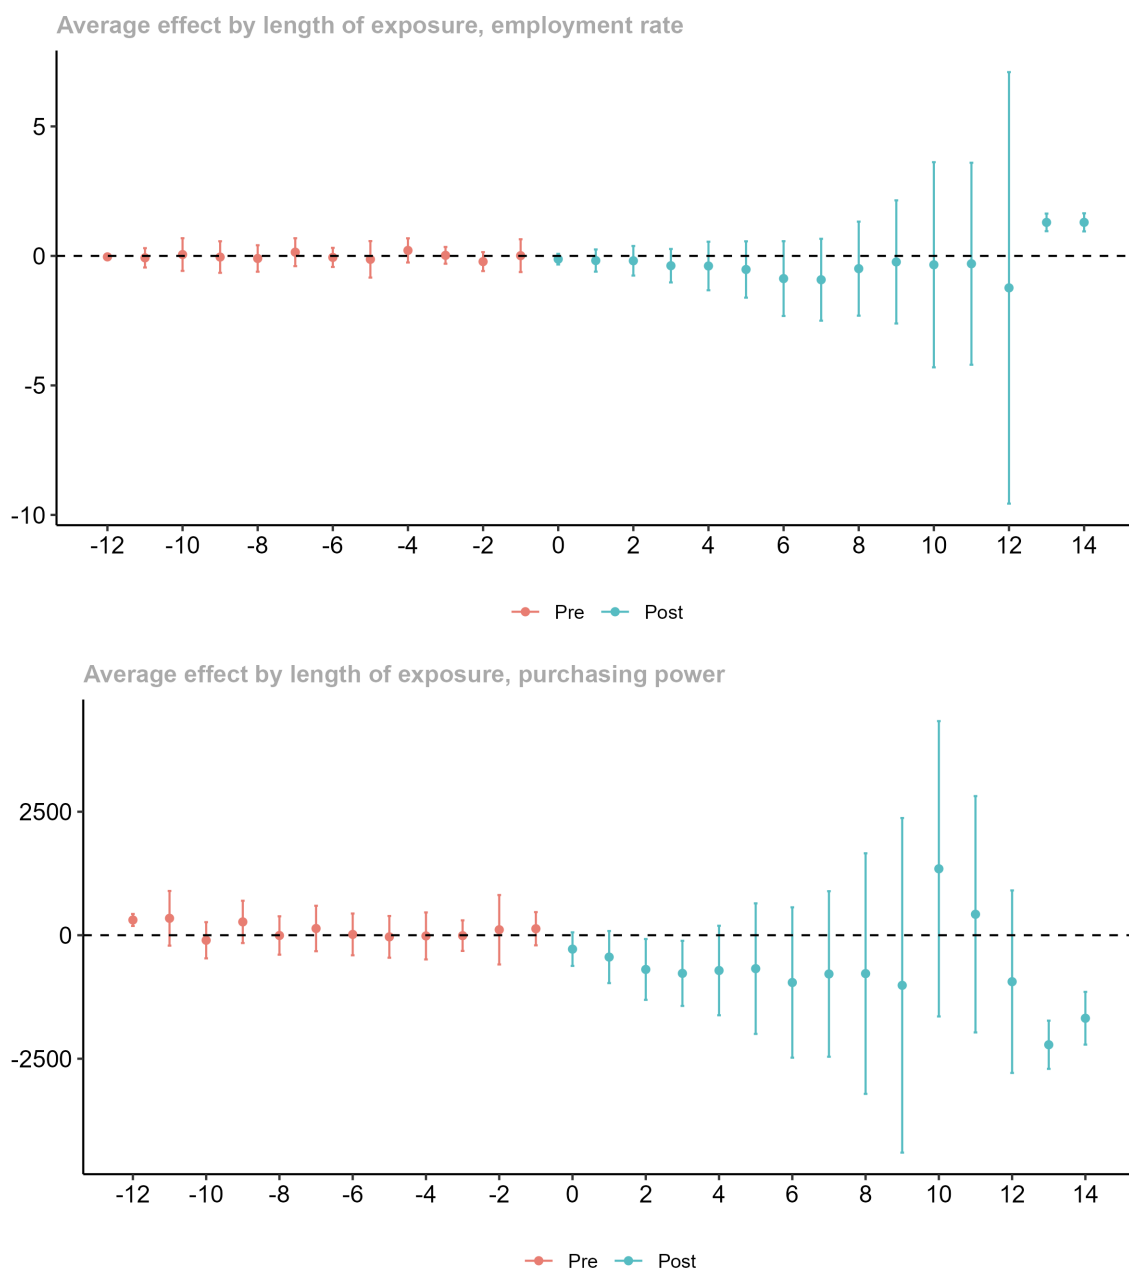 Average effect by length of exposure, employment rate
5
0
-5
-10
-12 -10 -8 -6 -4 -2 0 2 4 6 8 10 12 14
Pre Post
Average effect by length of exposure, purchasing power
2500
0
-2500
-12 -10 -8 -6 -4 -2 0 2 4 6 8 10 12 14
Pre Post